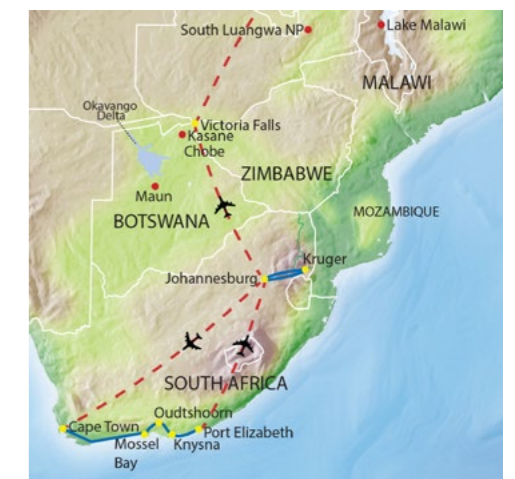 South Luangwa NP
Lake Malawi
MALAWI
Okavango
Delta
Victoria Falls
Kasane
Chobe
ZIMBABWE
Maun
BOTSWANA
MOZAMBIQUE
Kruger
Johannesburg
SOUTH AFRICA
Oudtshoorn
Cape Town
Port Elizabeth
Mossel
Bay
Knysna